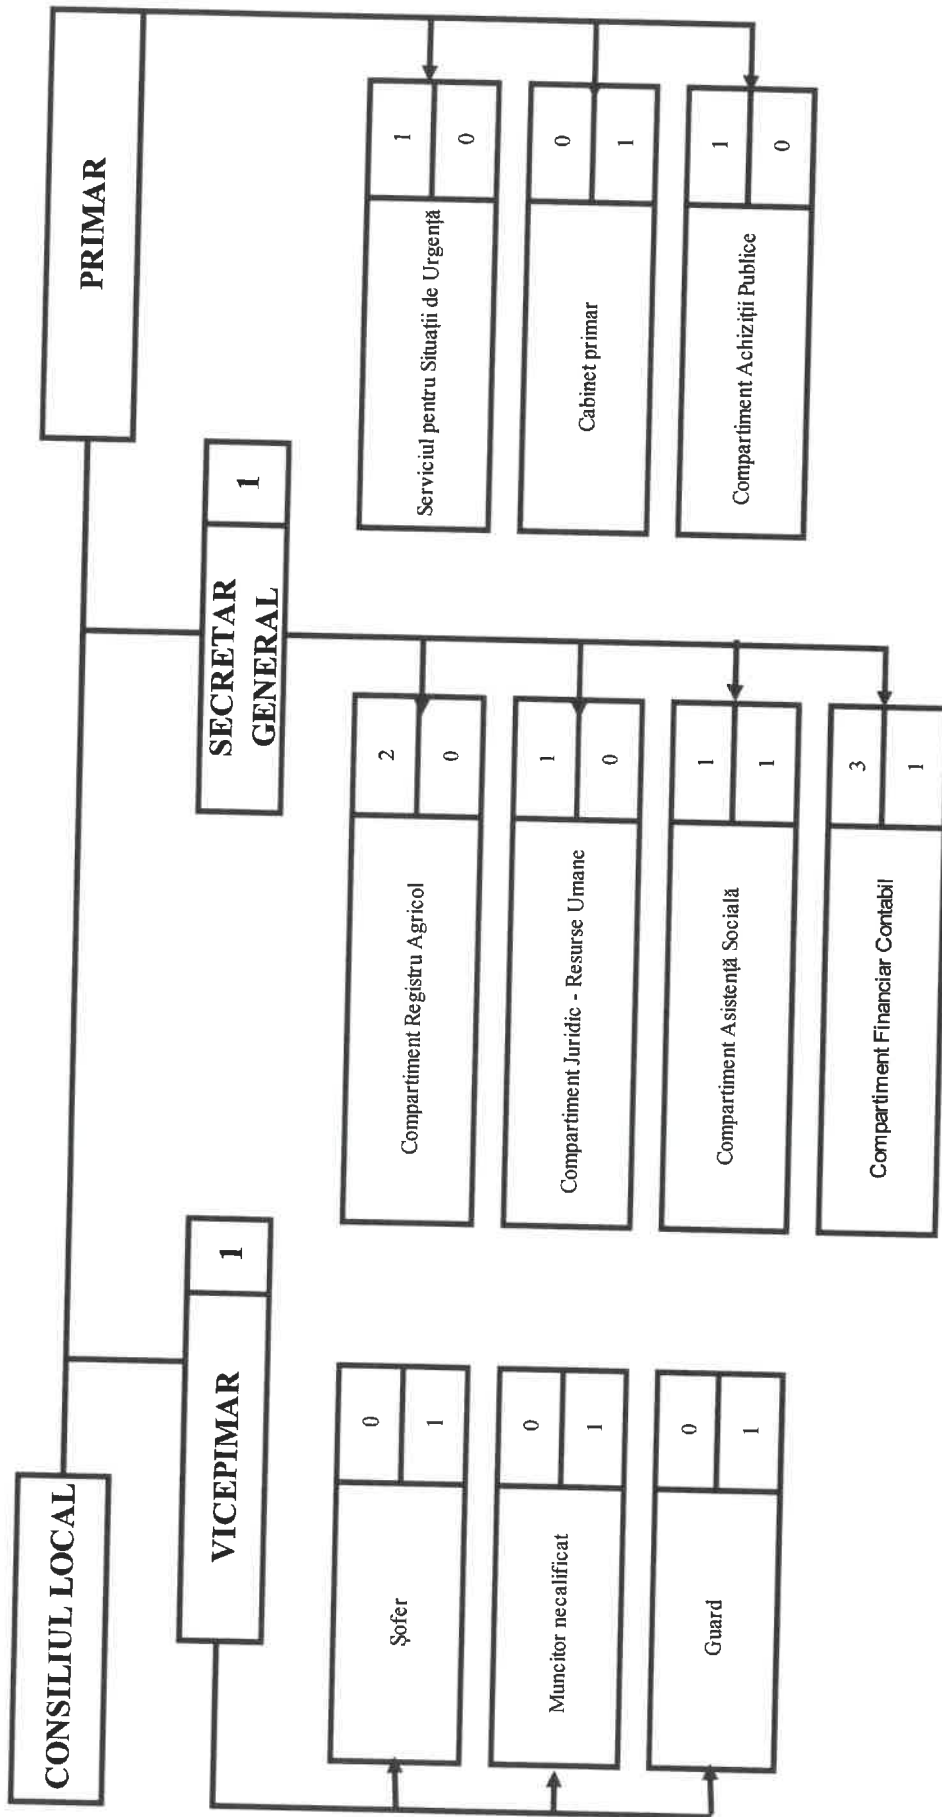 CONSILIUL LOCAL
PRIMAR
VICEPIMAR
1
SECRETAR
GENERAL
1
Șofer
0
1
Muncitor necalificat
0
1
Guard
0
1
Compartiment Registru Agricol
2
0
Compartiment Juridic - Resurse Umane
1
0
Compartiment Asistență Socială
1
1
Compartiment Financiar Contabil
3
1
Serviciul pentru Situații de Urgență
1
0
Cabinet primar
0
1
Compartiment Achiziții Publice
1
0